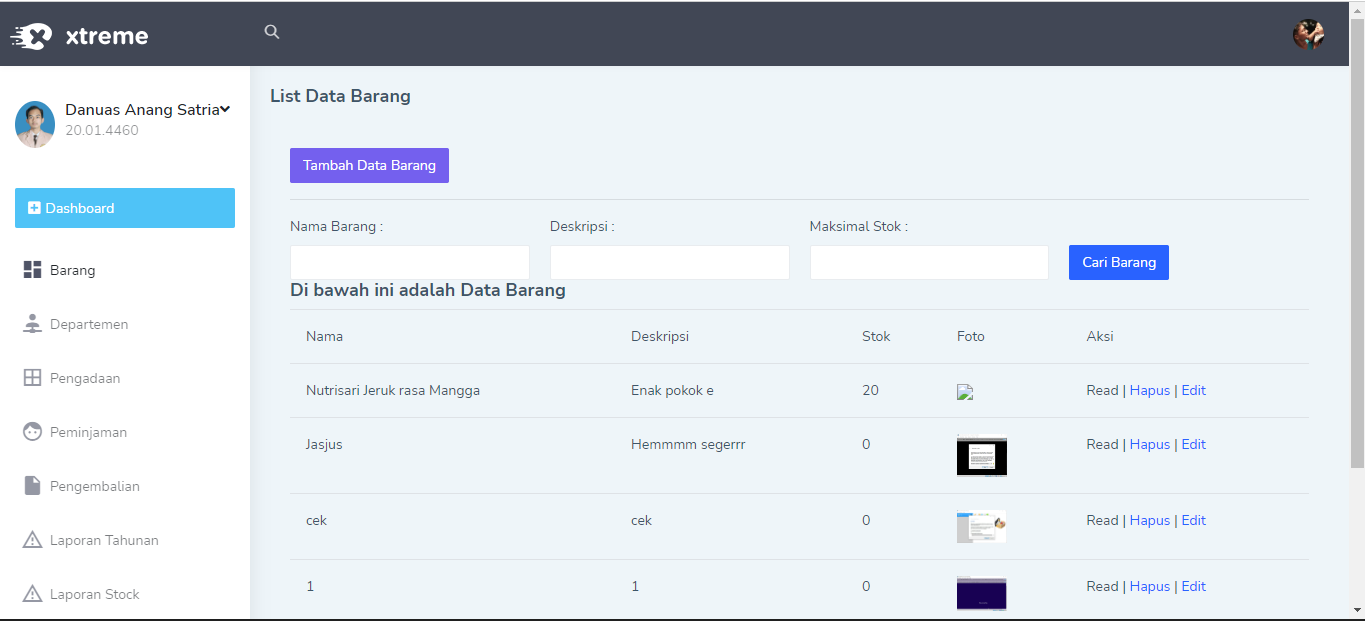 xtreme
Danuas Anang Satria
20.01.4460
Dashboard
Barang
Departemen
Pengadaan
Peminjaman
Pengembalian
Laporan Tahunan
Laporan Stock
List Data Barang
Tambah Data Barang
Nama Barang : Deskripsi : Maksimal Stok :
Cari Barang
Di bawah ini adalah Data Barang
Nama Deskripsi Stok Foto Aksi
Nutrisari Jeruk rasa Mangga Enak pokok e 20 Read | Hapus | Edit
Jasjus Hemmmm segerrr 0 Read | Hapus | Edit
cek cek 0 Read | Hapus | Edit
1 1 0 Read | Hapus | Edit